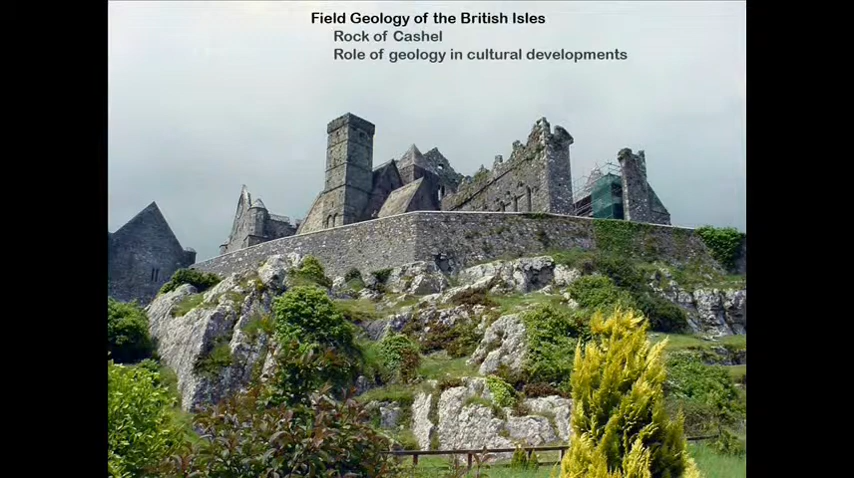 Field Geology of the British Isles
Rock of Cashel
Role of geology in cultural developments